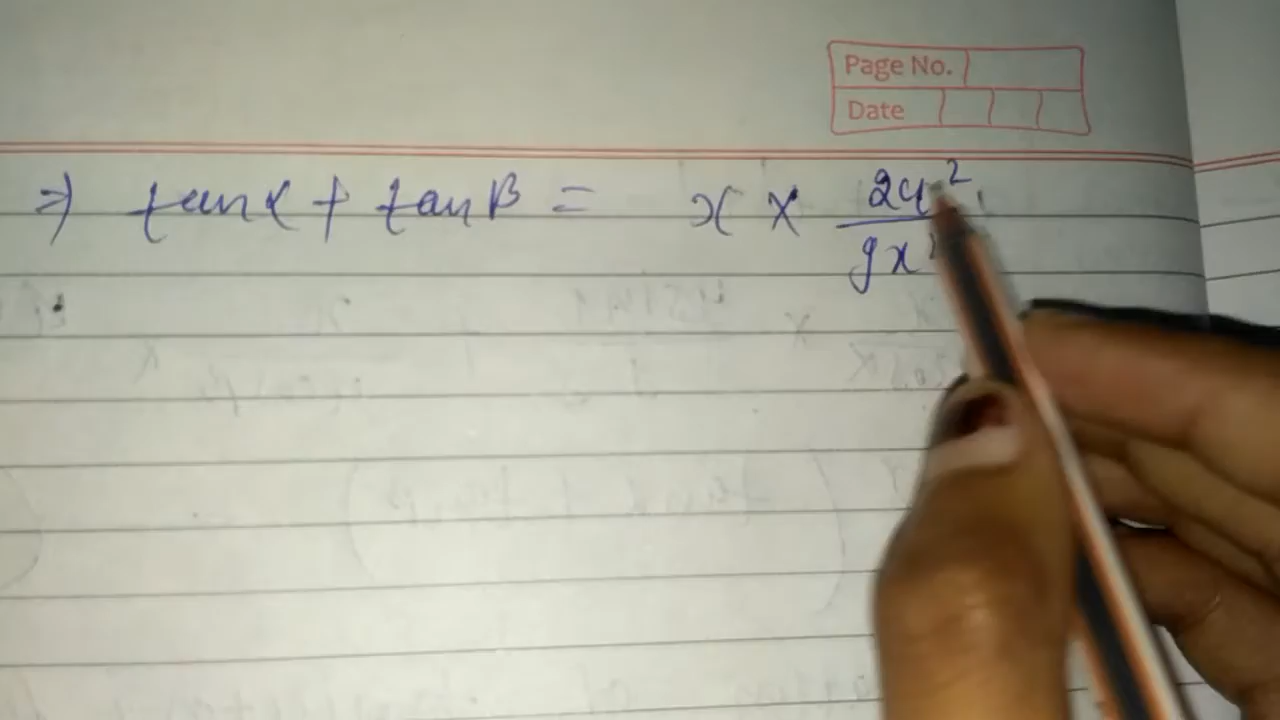 Page No.
Date
⇒ tanα + tanβ = x × 2u²/gx²